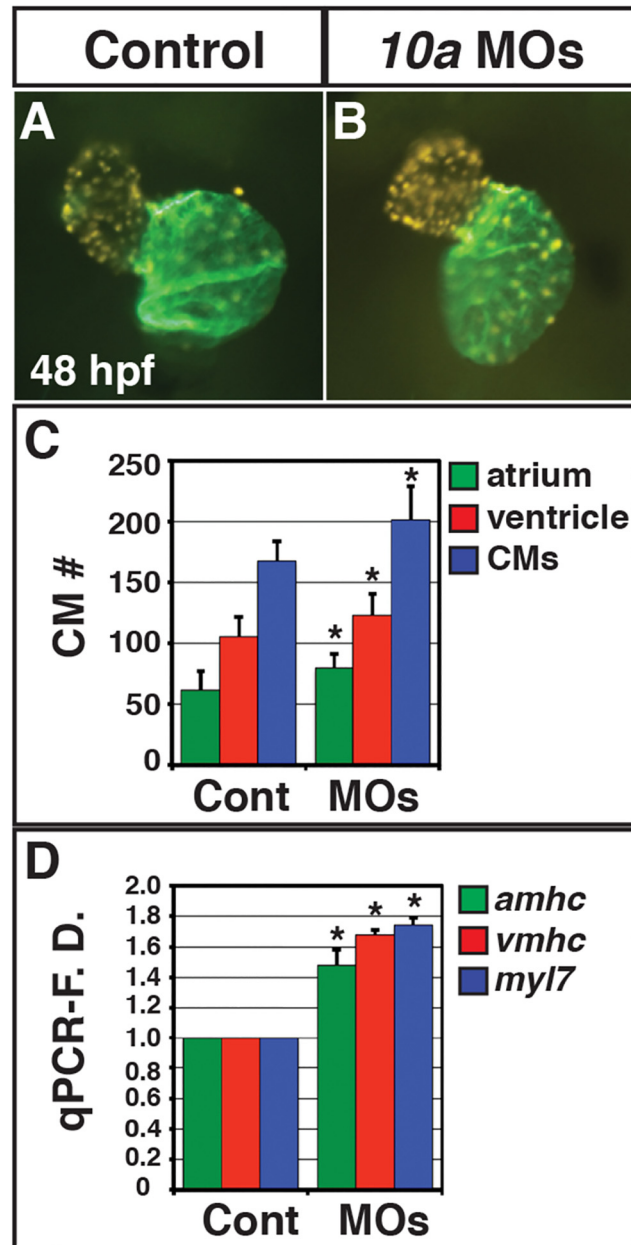 Control
10a MOs
A
B
48 hpf
C
250
200
150
100
50
0
CM #
*
*
*
Cont
MOs
atrium
ventricle
CMs
D
2.0
1.8
1.6
1.4
1.2
1.0
0.8
0.6
0.4
0.2
0
qPCR-F. D.
*
*
*
Cont
MOs
amhc
vmhc
myl7